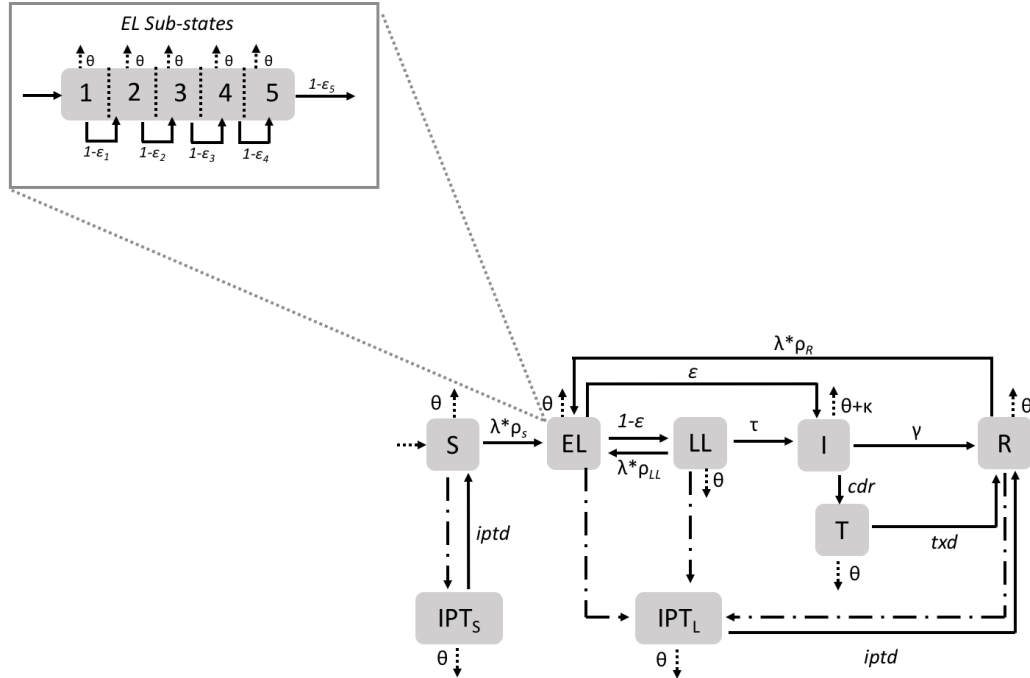 EL Sub-states
θ θ θ θ θ
1 2 3 4 5 1-ε₅
1-ε₁ 1-ε₂ 1-ε₃ 1-ε₄
λ*ρR
ε
θ θ θ+κ θ
λ*ρs 1-ε τ γ
S EL LL I R
λ*ρLL
θ
cdr
iptd
T
txd
θ
IPTS IPTL
iptd
θ θ